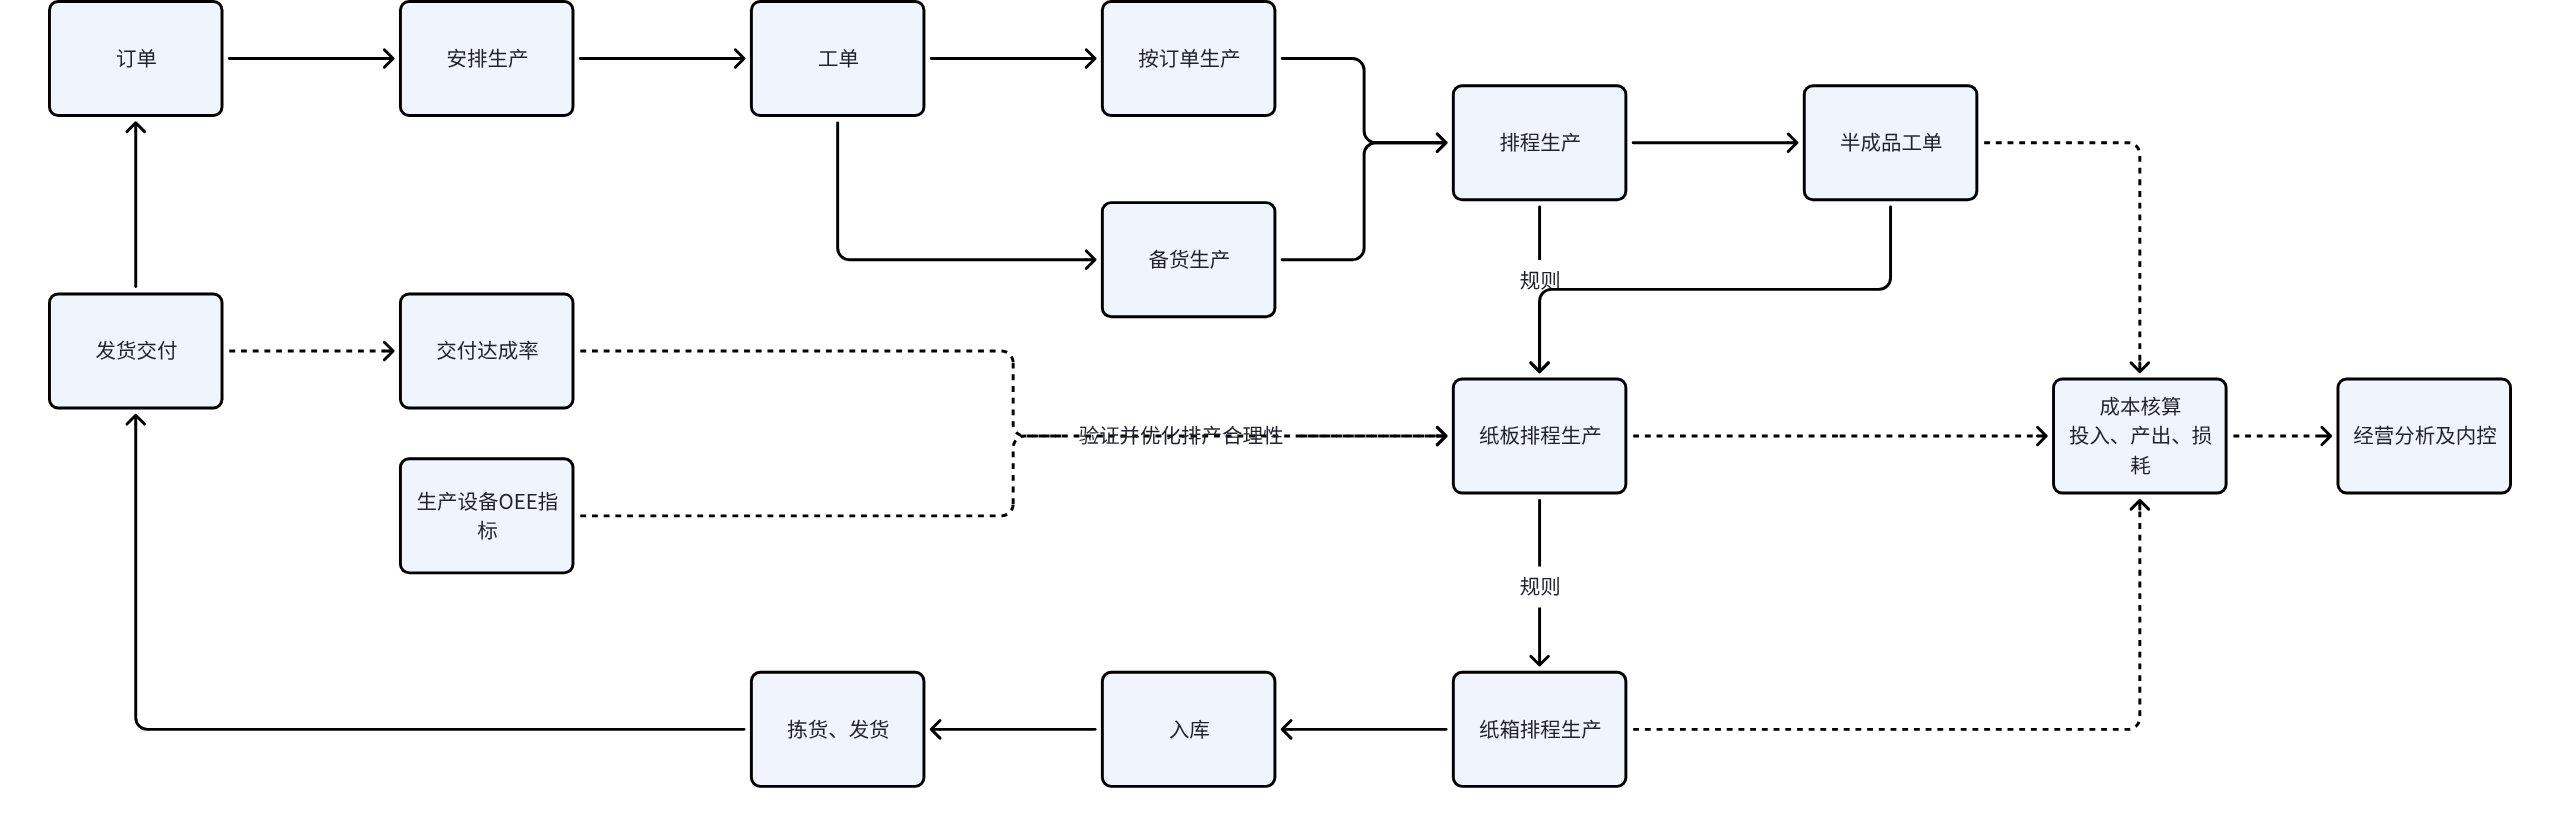 订单
安排生产
工单
按订单生产
排程生产
半成品工单
备货生产
规则
发货交付
交付达成率
验证并优化排产合理性
纸板排程生产
成本核算
投入、产出、损
耗
经营分析及内控
生产设备OEE指
标
规则
拣货、发货
入库
纸箱排程生产